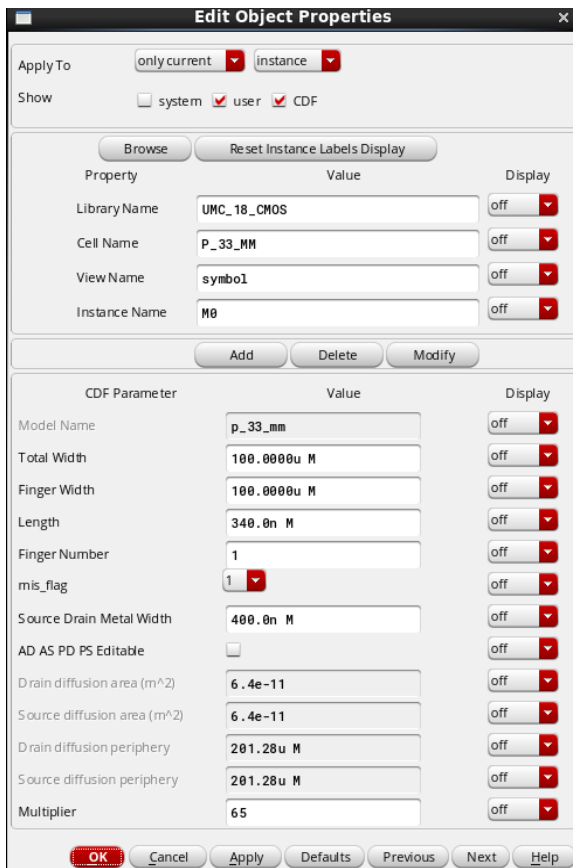 Edit Object Properties ×
Apply To only current instance
Show system user CDF
Browse Reset Instance Labels Display
Property Value Display
Library Name UMC_18_CMOS off
Cell Name P_33_MM off
View Name symbol off
Instance Name M0 off
Add Delete Modify
CDF Parameter Value Display
Model Name p_33_mm off
Total Width 100.0000u M off
Finger Width 100.0000u M off
Length 340.0n M off
Finger Number 1 off
mis_flag 1 off
Source Drain Metal Width 400.0n M off
AD AS PD PS Editable off
Drain diffusion area (m^2) 6.4e-11 off
Source diffusion area (m^2) 6.4e-11 off
Drain diffusion periphery 201.28u M off
Source diffusion periphery 201.28u M off
Multiplier 65 off
OK Cancel Apply Defaults Previous Next Help